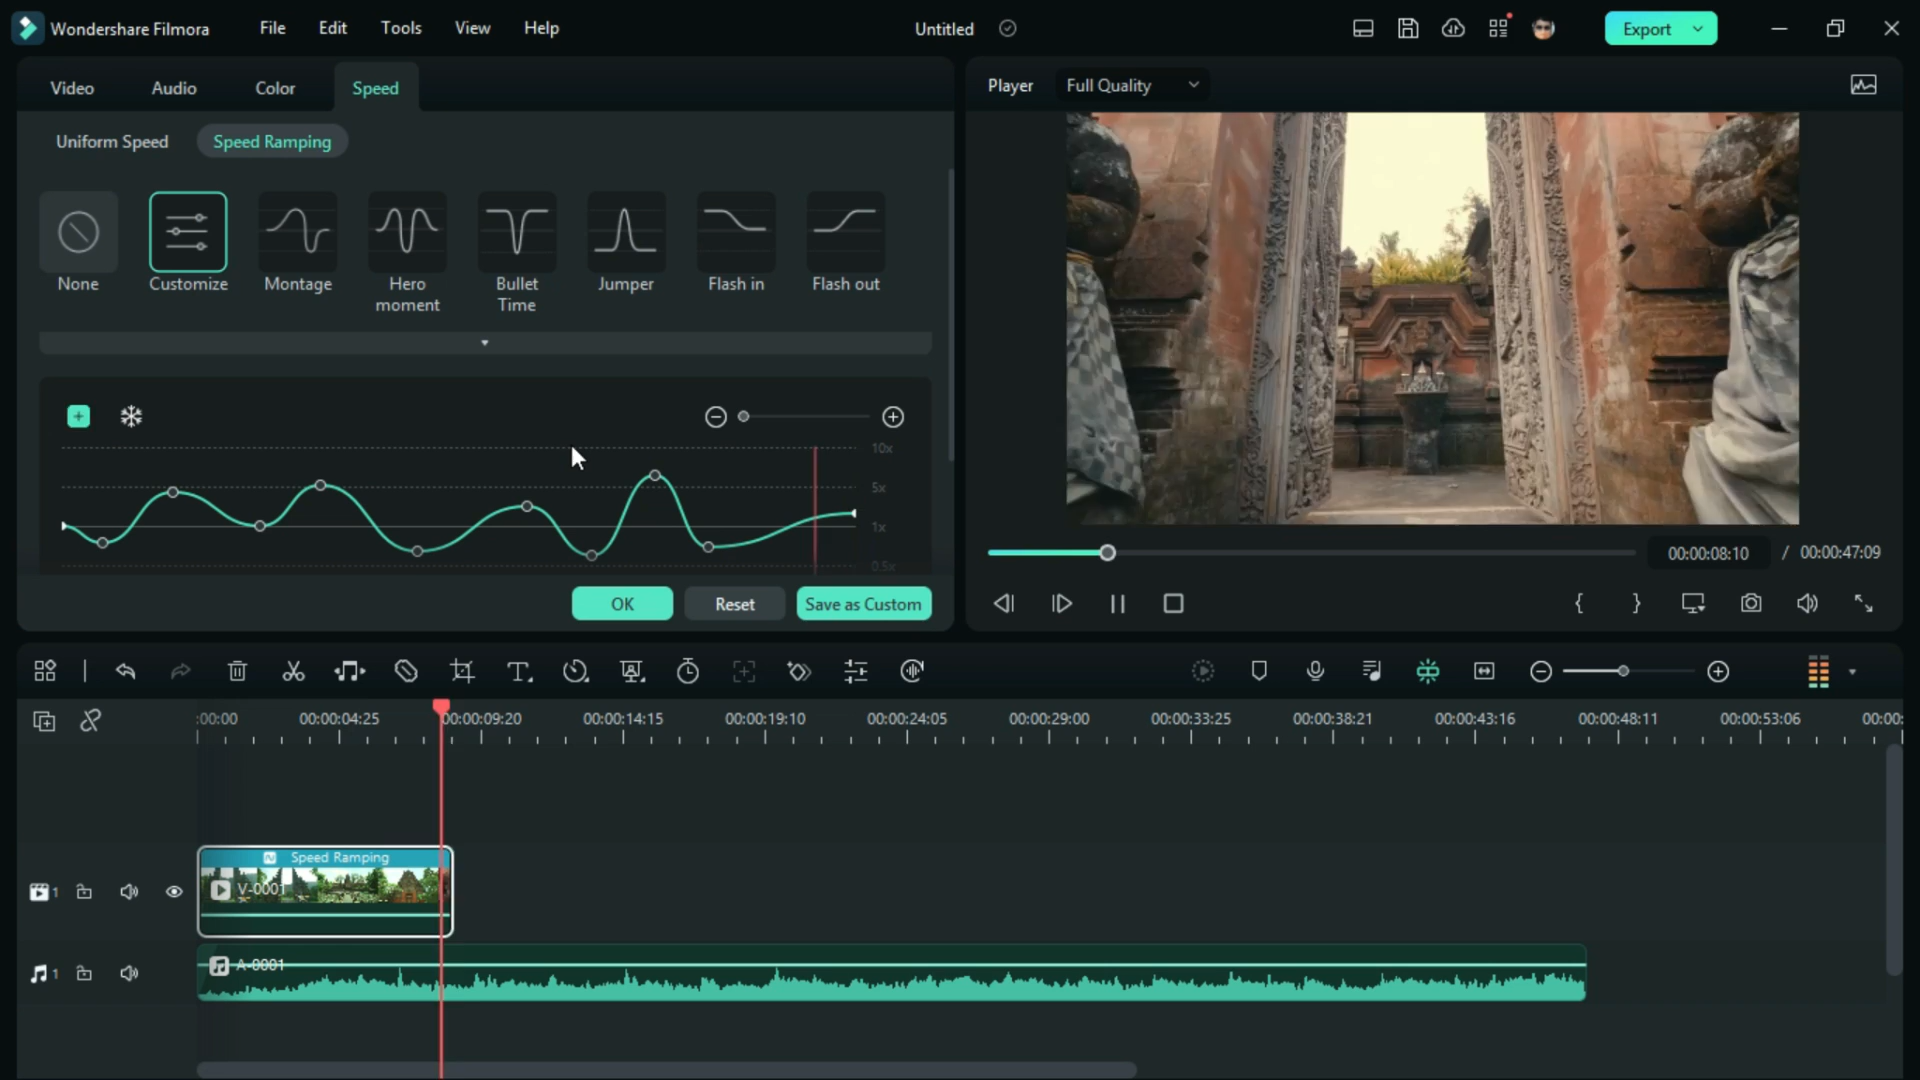 Wondershare Filmora File Edit Tools View Help Untitled Export
Video Audio Color Speed
Player Full Quality
Uniform Speed Speed Ramping
None Customize Montage Hero moment Bullet Time Jumper Flash in Flash out
10x
5x
1x
0.5x
00:00:08:10 / 00:00:47:09
OK Reset Save as Custom
{ }
:00:00 00:00:04:25 00:00:09:20 00:00:14:15 00:00:19:10 00:00:24:05 00:00:29:00 00:00:33:25 00:00:38:21 00:00:43:16 00:00:48:11 00:00:53:06 00:00:
Speed Ramping
1 V-0001
1 A-0001